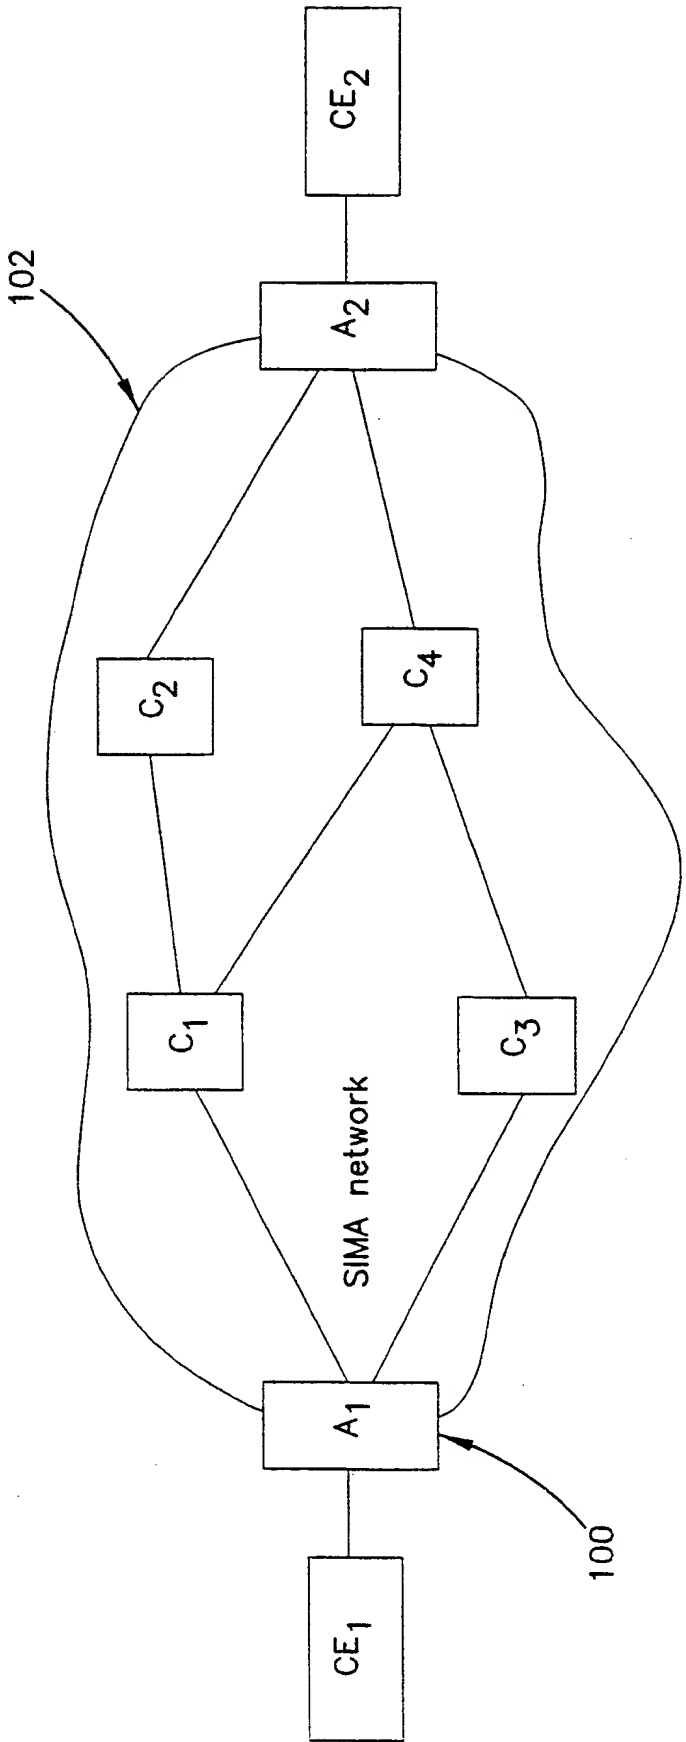 102
C₂
C₁
CE₁
A₁
SIMA network
A₂
CE₂
C₄
C₃
100